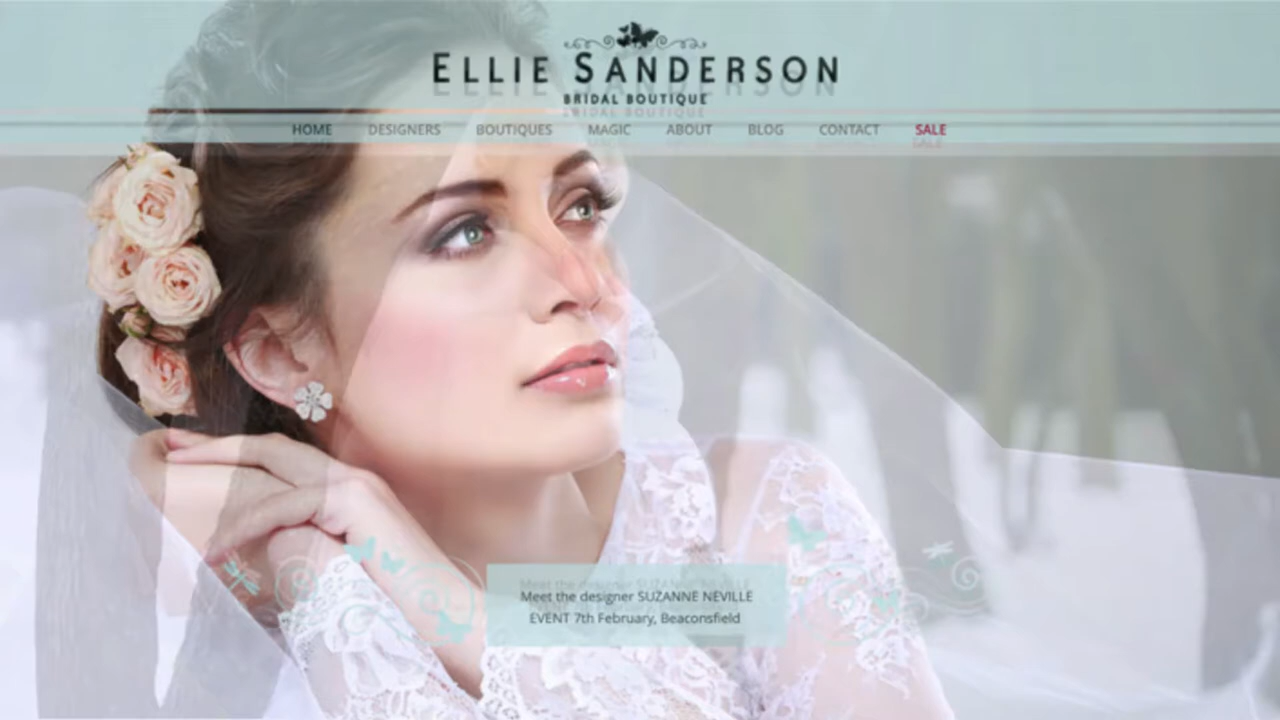 ELLIE SANDERSON
BRIDAL BOUTIQUE
HOME DESIGNERS BOUTIQUES MAGIC ABOUT BLOG CONTACT SALE
Meet the designer SUZANNE NEVILLE
EVENT 7th February, Beaconsfield